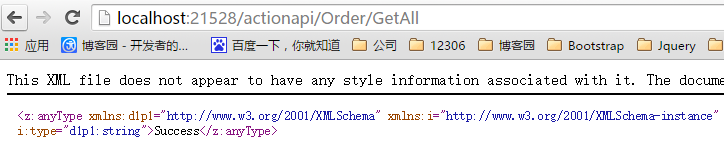 localhost:21528/actionapi/Order/GetAll
应用 博客园 - 开发者的... 百度一下，你就知道 公司 12306 博客园 Bootstrap Jquery
This XML file does not appear to have any style information associated with it. The docume
<z:anyType xmlns:d1p1="http://www.w3.org/2001/XMLSchema" xmlns:i="http://www.w3.org/2001/XMLSchema-instance"
i:type="d1p1:string">Success</z:anyType>